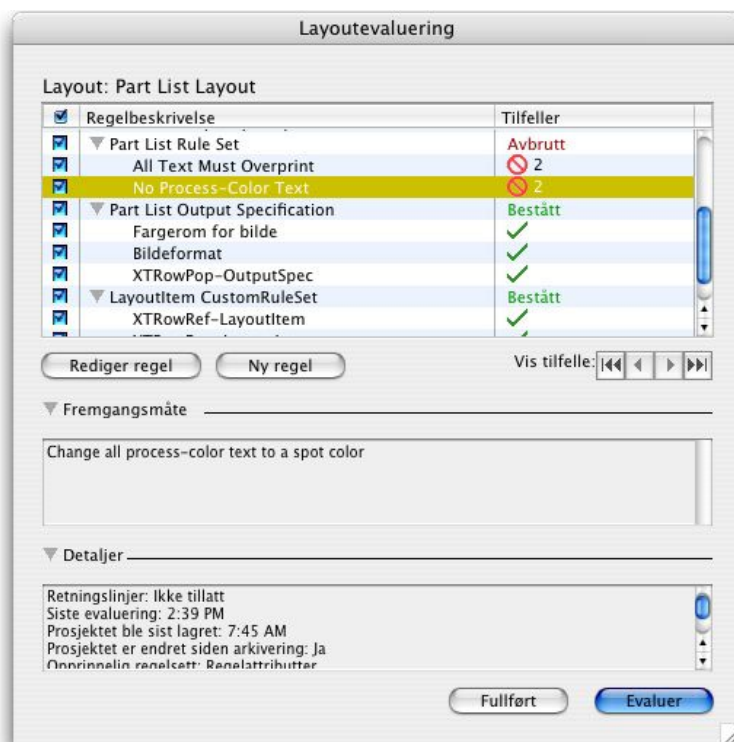 Layoutevaluering
Layout: Part List Layout
Regelbeskrivelse Tilfeller
Part List Rule Set Avbrutt
All Text Must Overprint 2
No Process-Color Text 2
Part List Output Specification Bestått
Fargerom for bilde
Bildeformat
XTRowPop-OutputSpec
LayoutItem CustomRuleSet Bestått
XTRowRef-LayoutItem
Rediger regel Ny regel Vis tilfelle:
Fremgangsmåte
Change all process-color text to a spot color
Detaljer
Retningslinjer: Ikke tillatt
Siste evaluering: 2:39 PM
Prosjektet ble sist lagret: 7:45 AM
Prosjektet er endret siden arkivering: Ja
Opprinnelig regelsett: Regelattributter
Fullført Evaluer